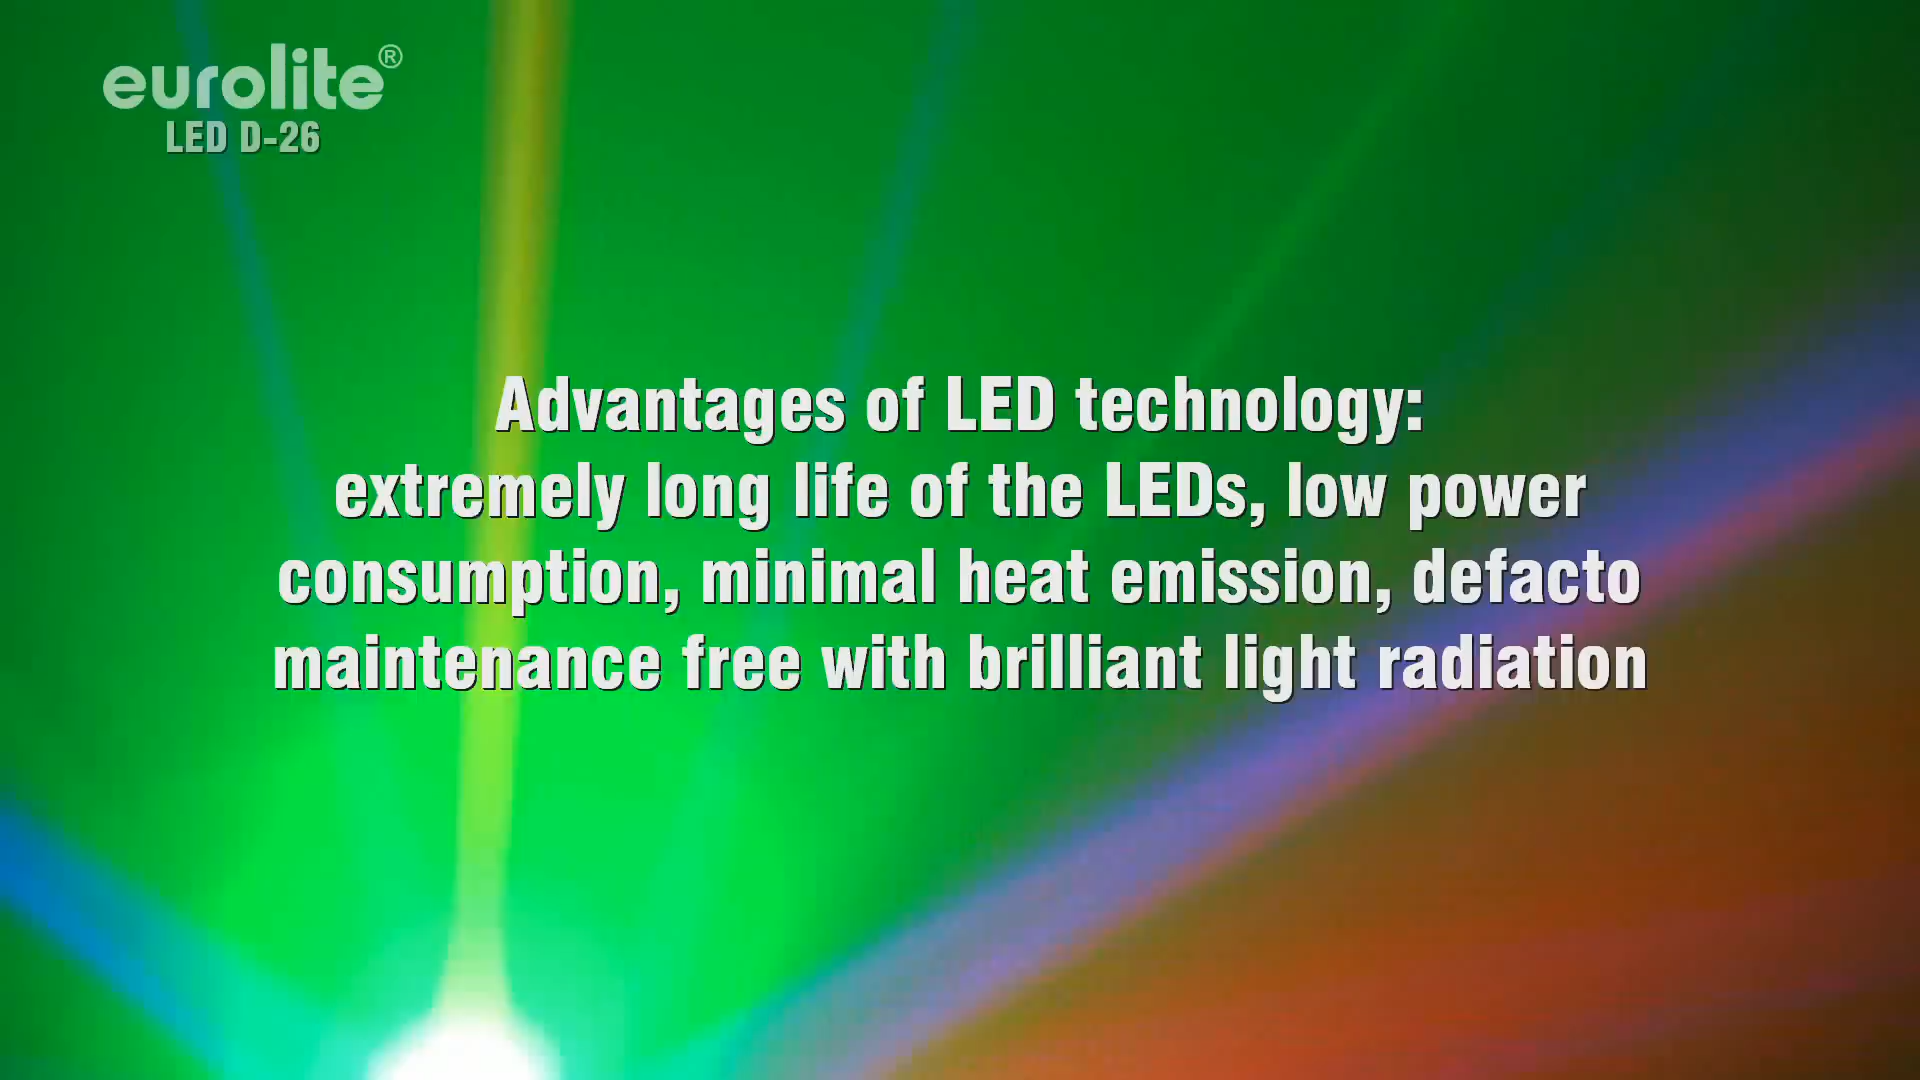 eurolite®
LED D-26
Advantages of LED technology:
extremely long life of the LEDs, low power
consumption, minimal heat emission, defacto
maintenance free with brilliant light radiation